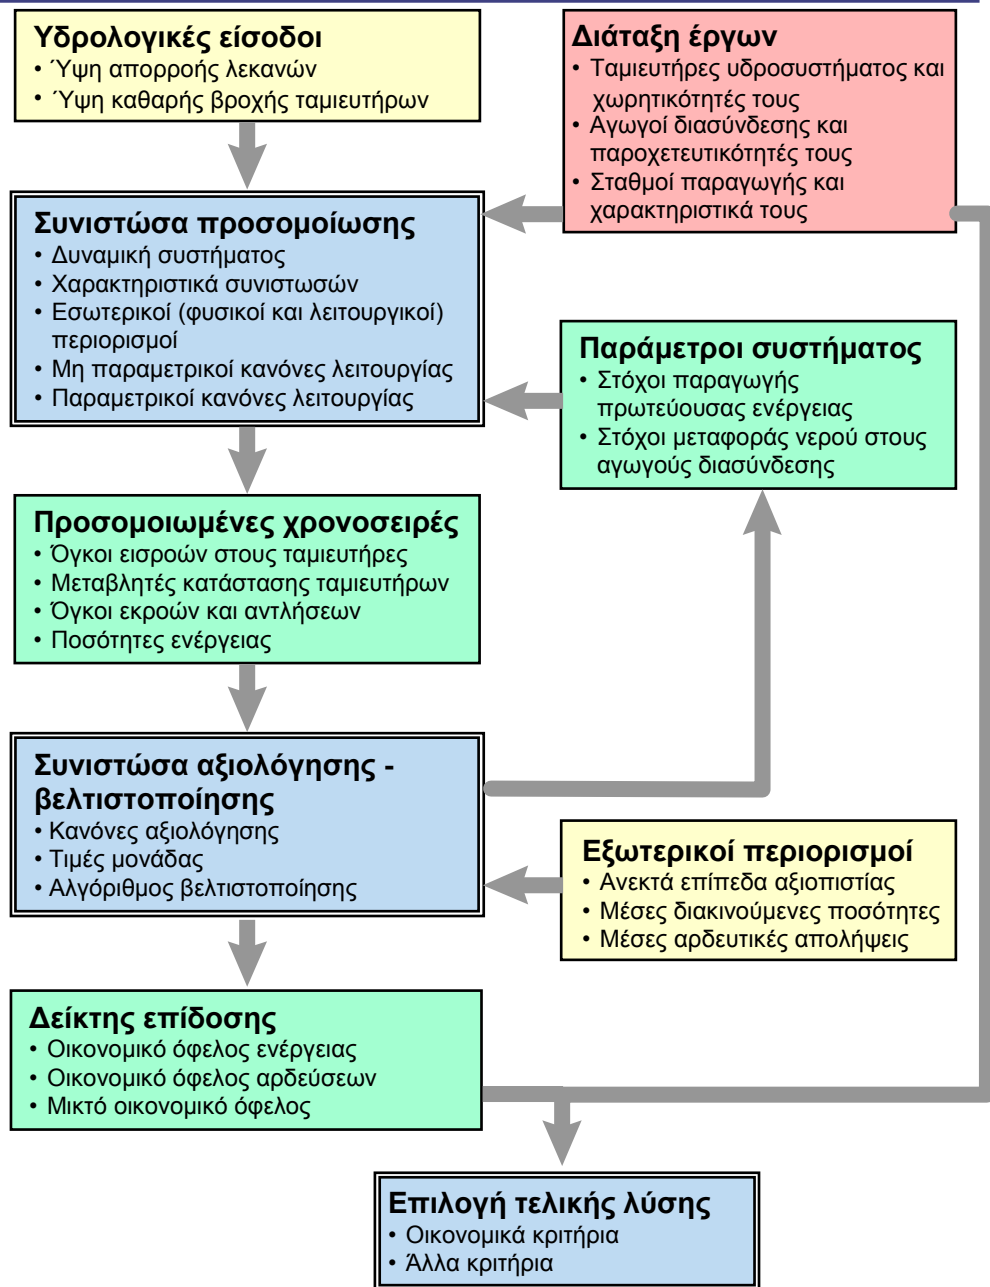 Υδρολογικές είσοδοι
• Ύψη απορροής λεκανών
• Ύψη καθαρής βροχής ταμιευτήρων
Διάταξη έργων
• Ταμιευτήρες υδροσυστήματος και
χωρητικότητές τους
• Αγωγοί διασύνδεσης και
παροχετευτικότητές τους
• Σταθμοί παραγωγής και
χαρακτηριστικά τους
Συνιστώσα προσομοίωσης
• Δυναμική συστήματος
• Χαρακτηριστικά συνιστωσών
• Εσωτερικοί (φυσικοί και λειτουργικοί)
περιορισμοί
• Μη παραμετρικοί κανόνες λειτουργίας
• Παραμετρικοί κανόνες λειτουργίας
Παράμετροι συστήματος
• Στόχοι παραγωγής
πρωτεύουσας ενέργειας
• Στόχοι μεταφοράς νερού στους
αγωγούς διασύνδεσης
Προσομοιωμένες χρονοσειρές
• Όγκοι εισροών στους ταμιευτήρες
• Μεταβλητές κατάστασης ταμιευτήρων
• Όγκοι εκροών και αντλήσεων
• Ποσότητες ενέργειας
Συνιστώσα αξιολόγησης -
βελτιστοποίησης
• Κανόνες αξιολόγησης
• Τιμές μονάδας
• Αλγόριθμος βελτιστοποίησης
Εξωτερικοί περιορισμοί
• Ανεκτά επίπεδα αξιοπιστίας
• Μέσες διακινούμενες ποσότητες
• Μέσες αρδευτικές απολήψεις
Δείκτης επίδοσης
• Οικονομικό όφελος ενέργειας
• Οικονομικό όφελος αρδεύσεων
• Μικτό οικονομικό όφελος
Επιλογή τελικής λύσης
• Οικονομικά κριτήρια
• Άλλα κριτήρια